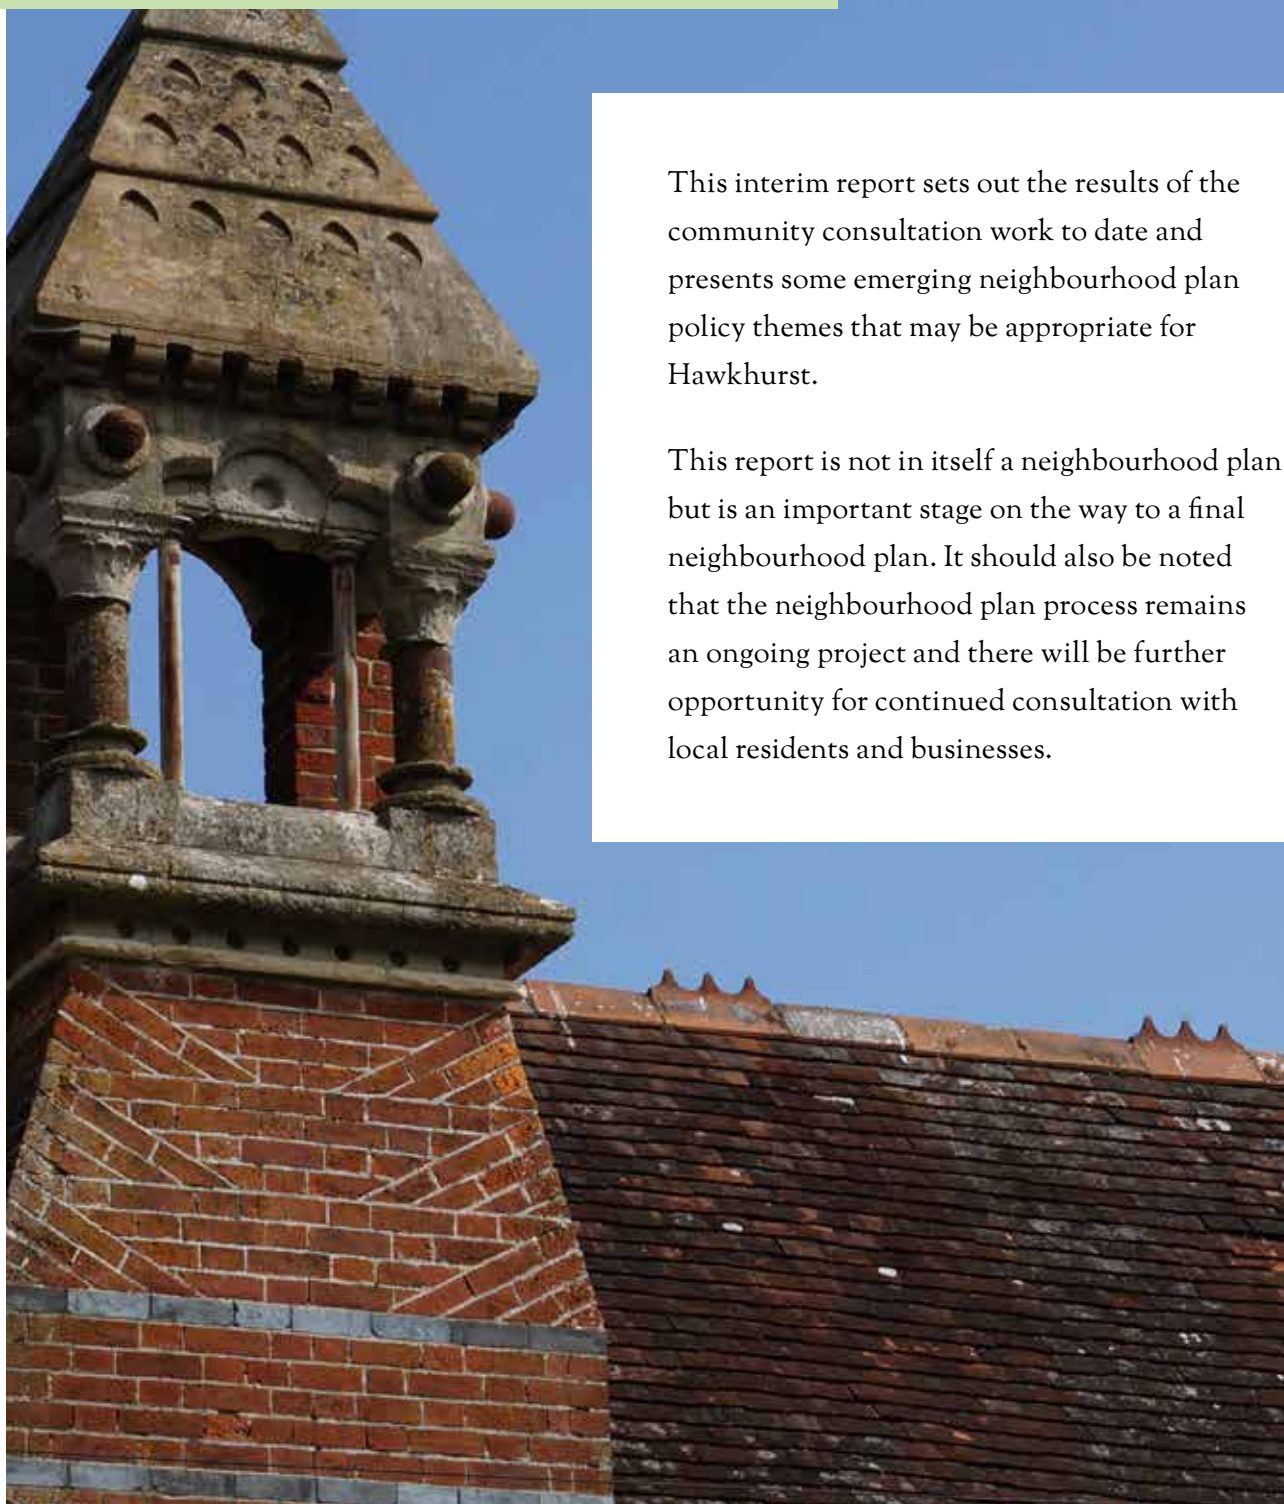 This interim report sets out the results of the
community consultation work to date and
presents some emerging neighbourhood plan
policy themes that may be appropriate for
Hawkhurst.
This report is not in itself a neighbourhood plan
but is an important stage on the way to a final
neighbourhood plan. It should also be noted
that the neighbourhood plan process remains
an ongoing project and there will be further
opportunity for continued consultation with
local residents and businesses.